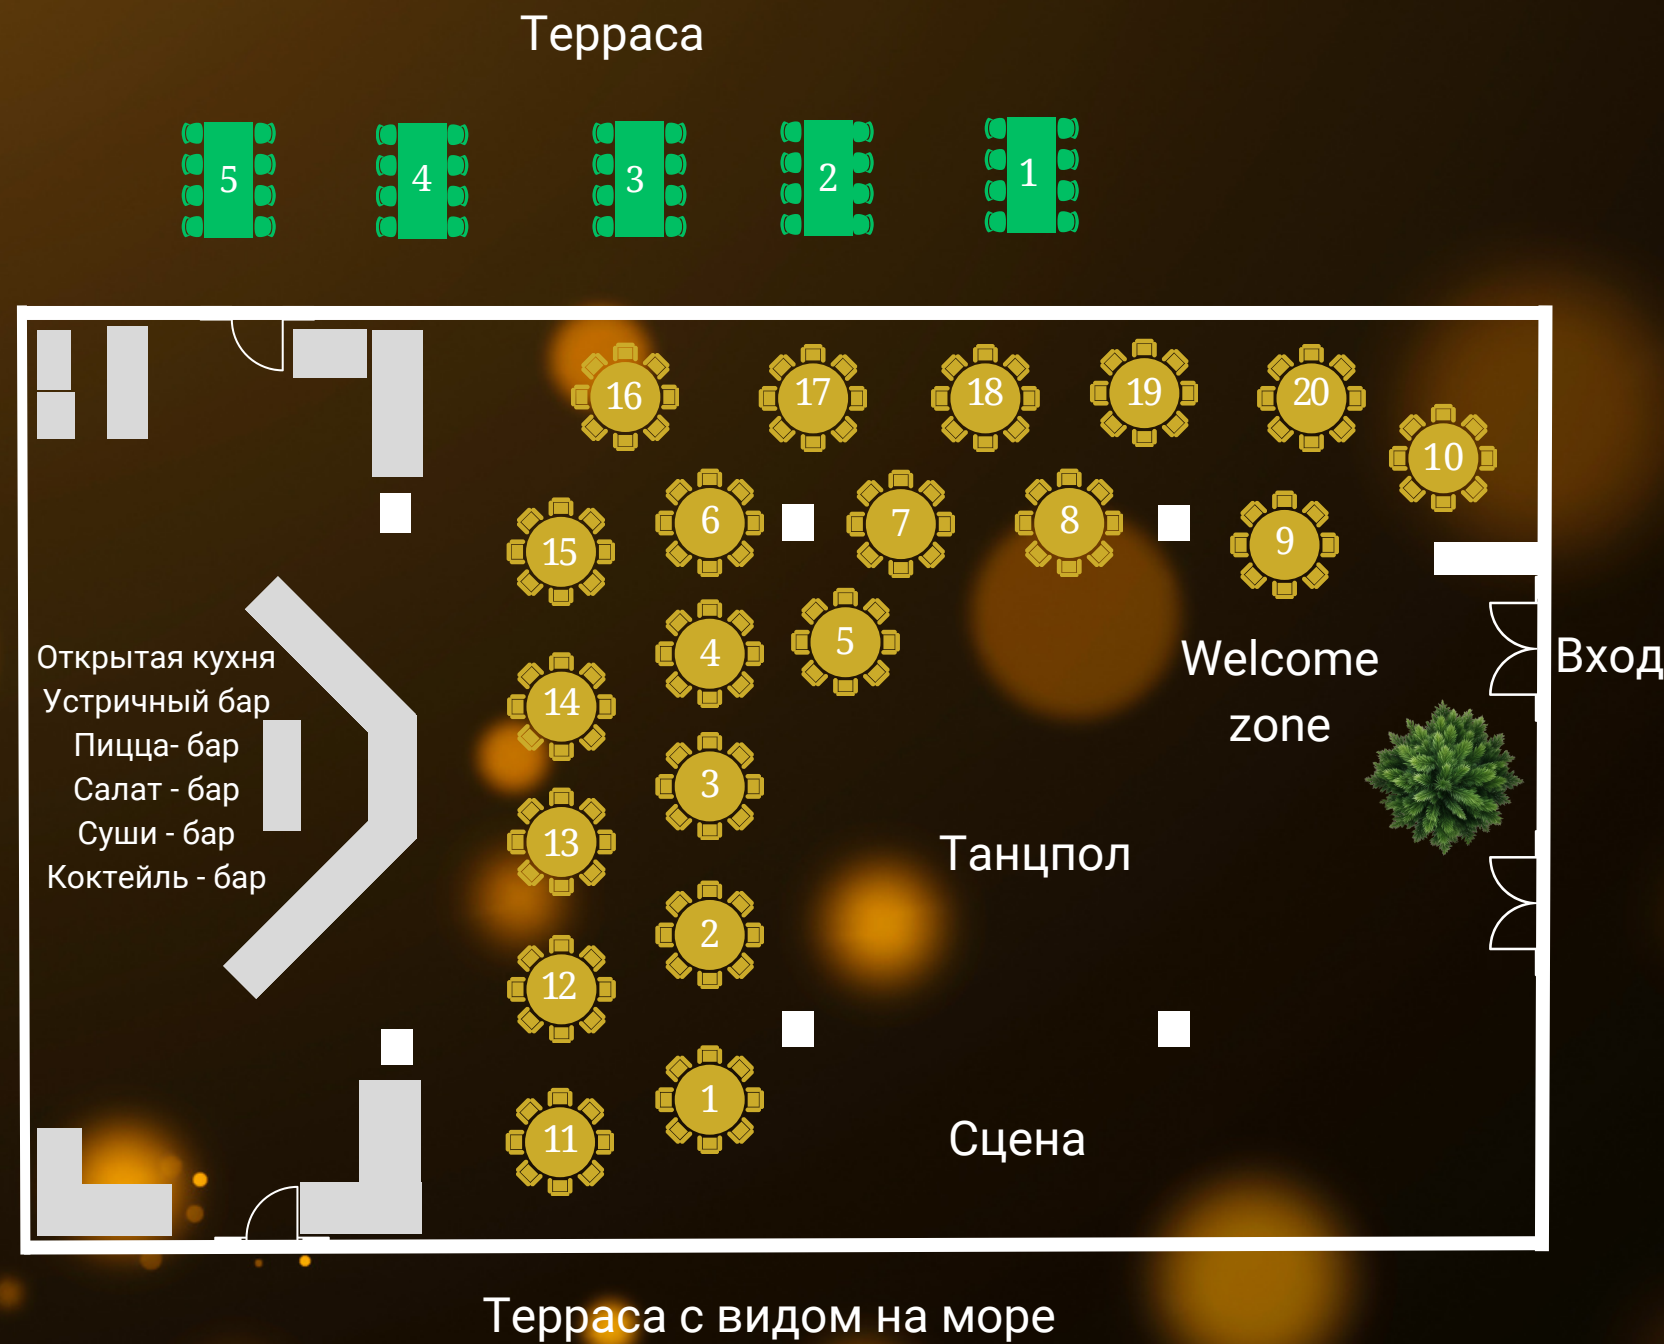 Терраса
5
4
3
2
1
16
17
18
19
20
10
6
7
8
9
15
4
5
14
3
13
2
12
1
11
Открытая кухня
Устричный бар
Пицца- бар
Салат - бар
Суши - бар
Коктейль - бар
Welcome
zone
Вход
Танцпол
Сцена
Терраса с видом на море